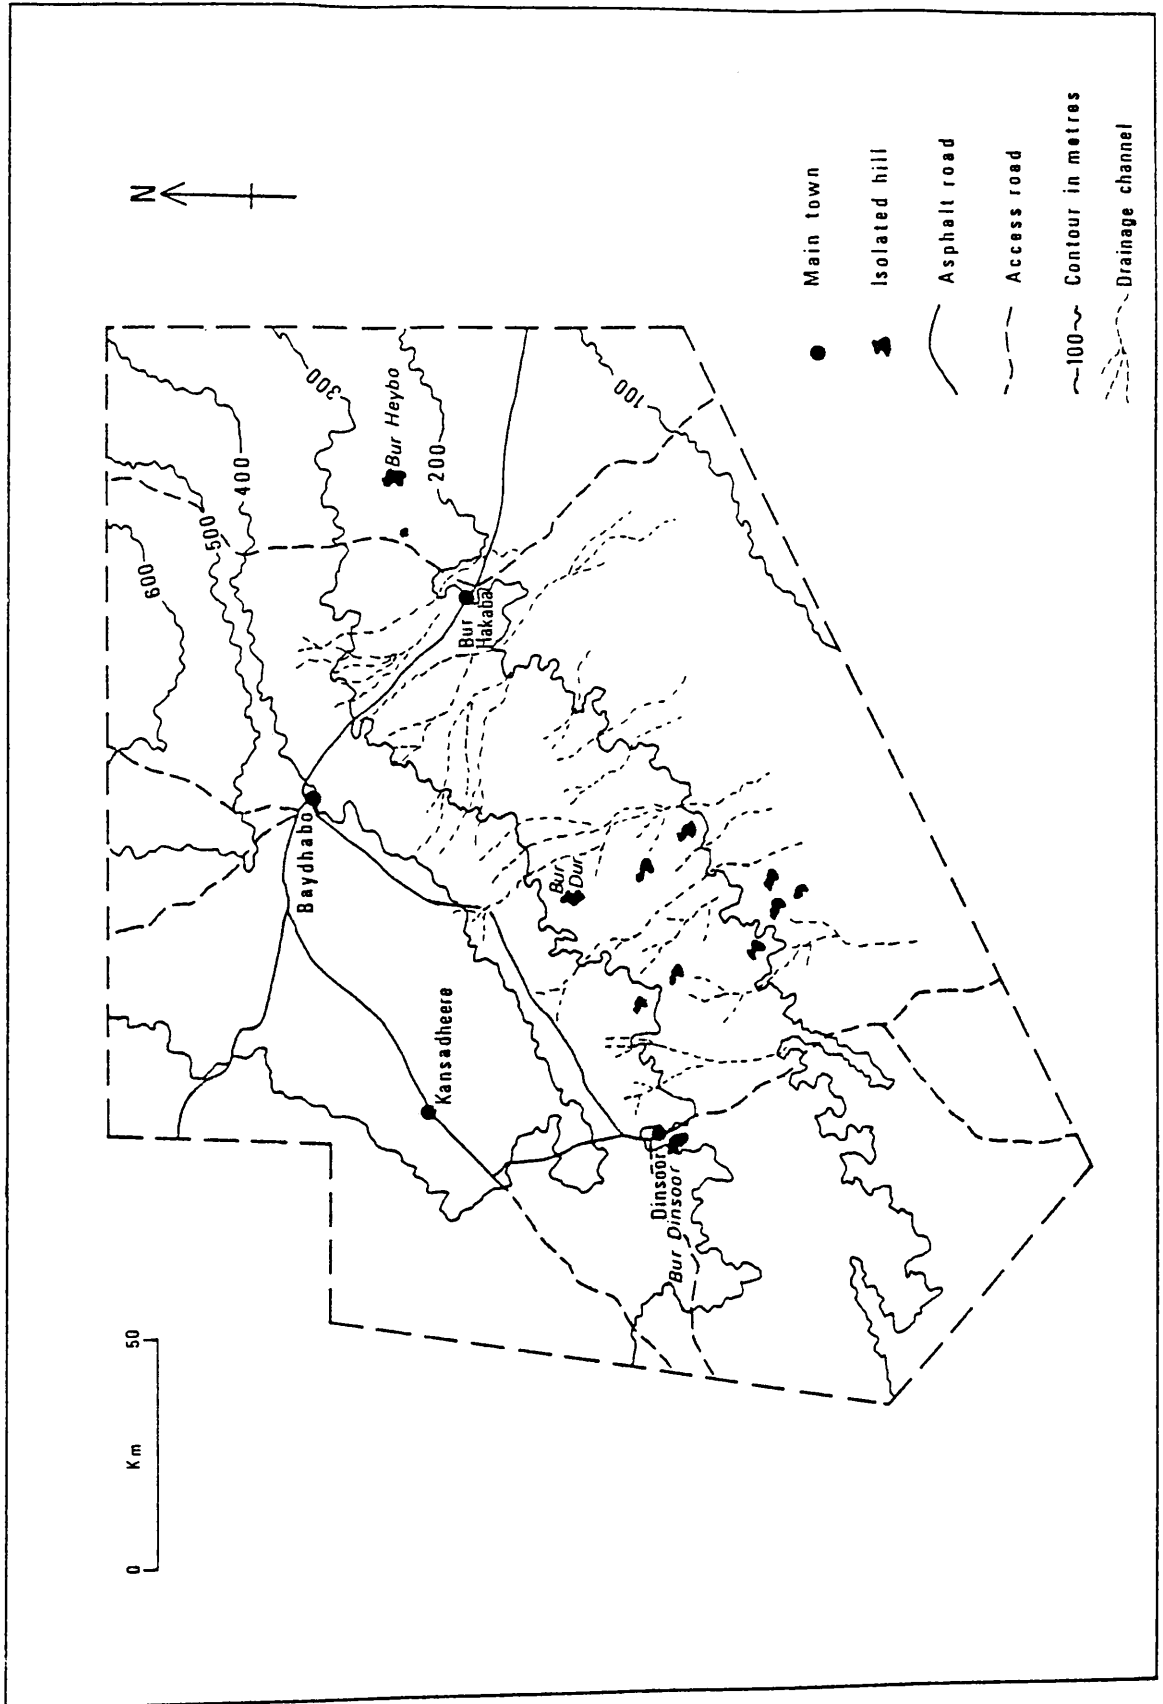 0 Km 50
N
600
500
400
300
Bur Heybo
200
100
Baydhabo
Bur
Hakaba
Kansadheere
Bur
Dur
Dinsoor
Bur Dinsoor
Main town
Isolated hill
Asphalt road
Access road
100 Contour in metres
Drainage channel